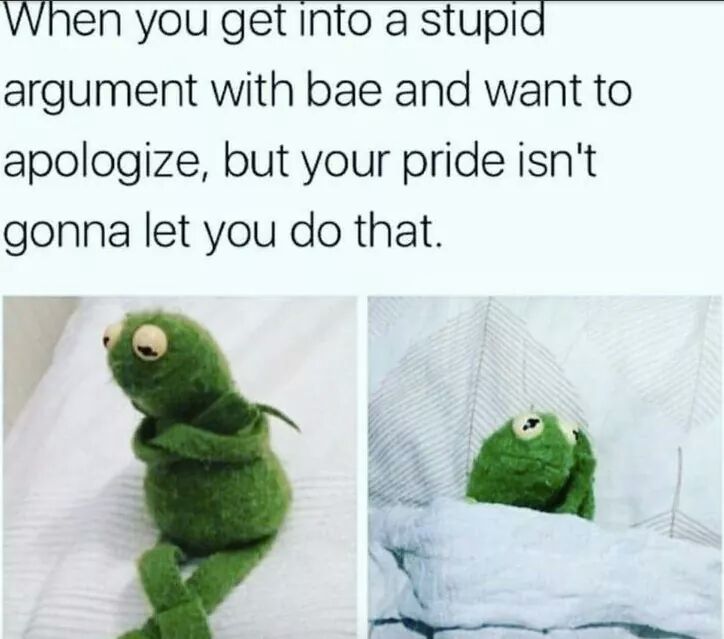 When you get into a stupid
argument with bae and want to
apologize, but your pride isn't
gonna let you do that.